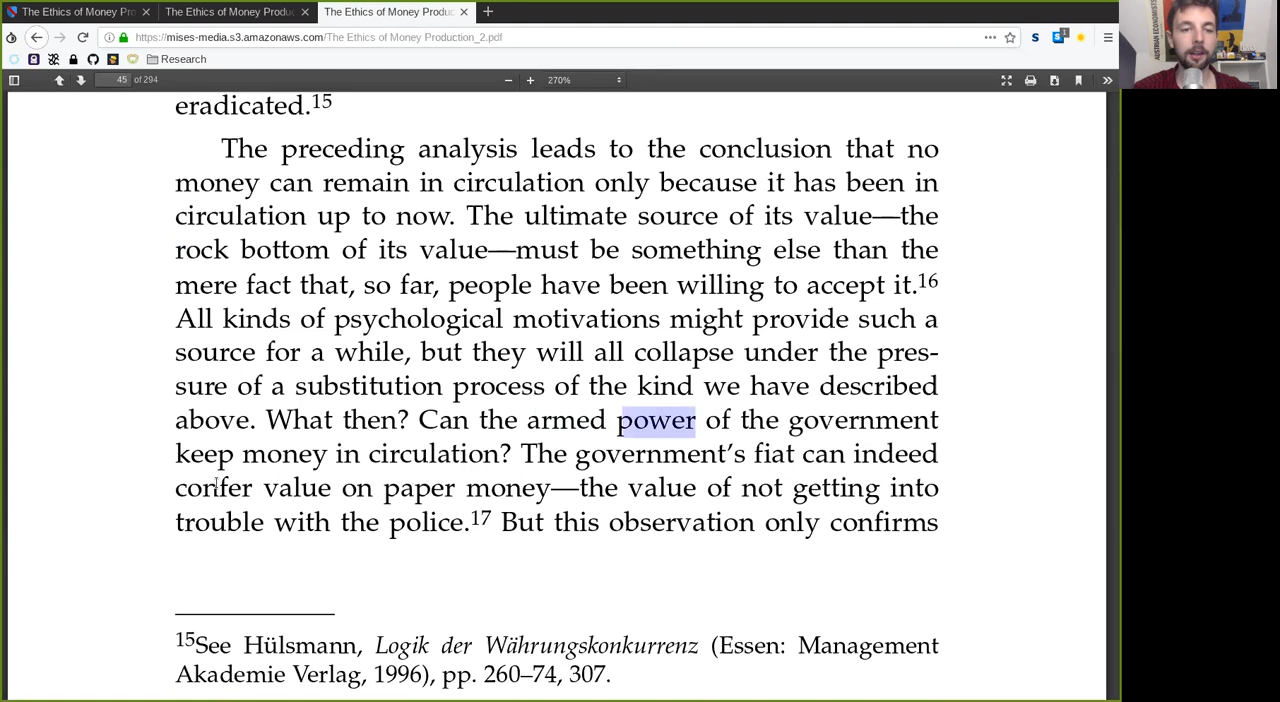 The Ethics of Money Pro
The Ethics of Money Produc
The Ethics of Money Produc
https://mises-media.s3.amazonaws.com/The Ethics of Money Production_2.pdf
S
S 1
Research
45 of 294
270%
AUSTRIAN ECONOMISTS
eradicated.15
The preceding analysis leads to the conclusion that no
money can remain in circulation only because it has been in
circulation up to now. The ultimate source of its value—the
rock bottom of its value—must be something else than the
mere fact that, so far, people have been willing to accept it.16
All kinds of psychological motivations might provide such a
source for a while, but they will all collapse under the pres-
sure of a substitution process of the kind we have described
above. What then? Can the armed power of the government
keep money in circulation? The government’s fiat can indeed
confer value on paper money—the value of not getting into
trouble with the police.17 But this observation only confirms
15See Hülsmann, Logik der Währungskonkurrenz (Essen: Management
Akademie Verlag, 1996), pp. 260–74, 307.